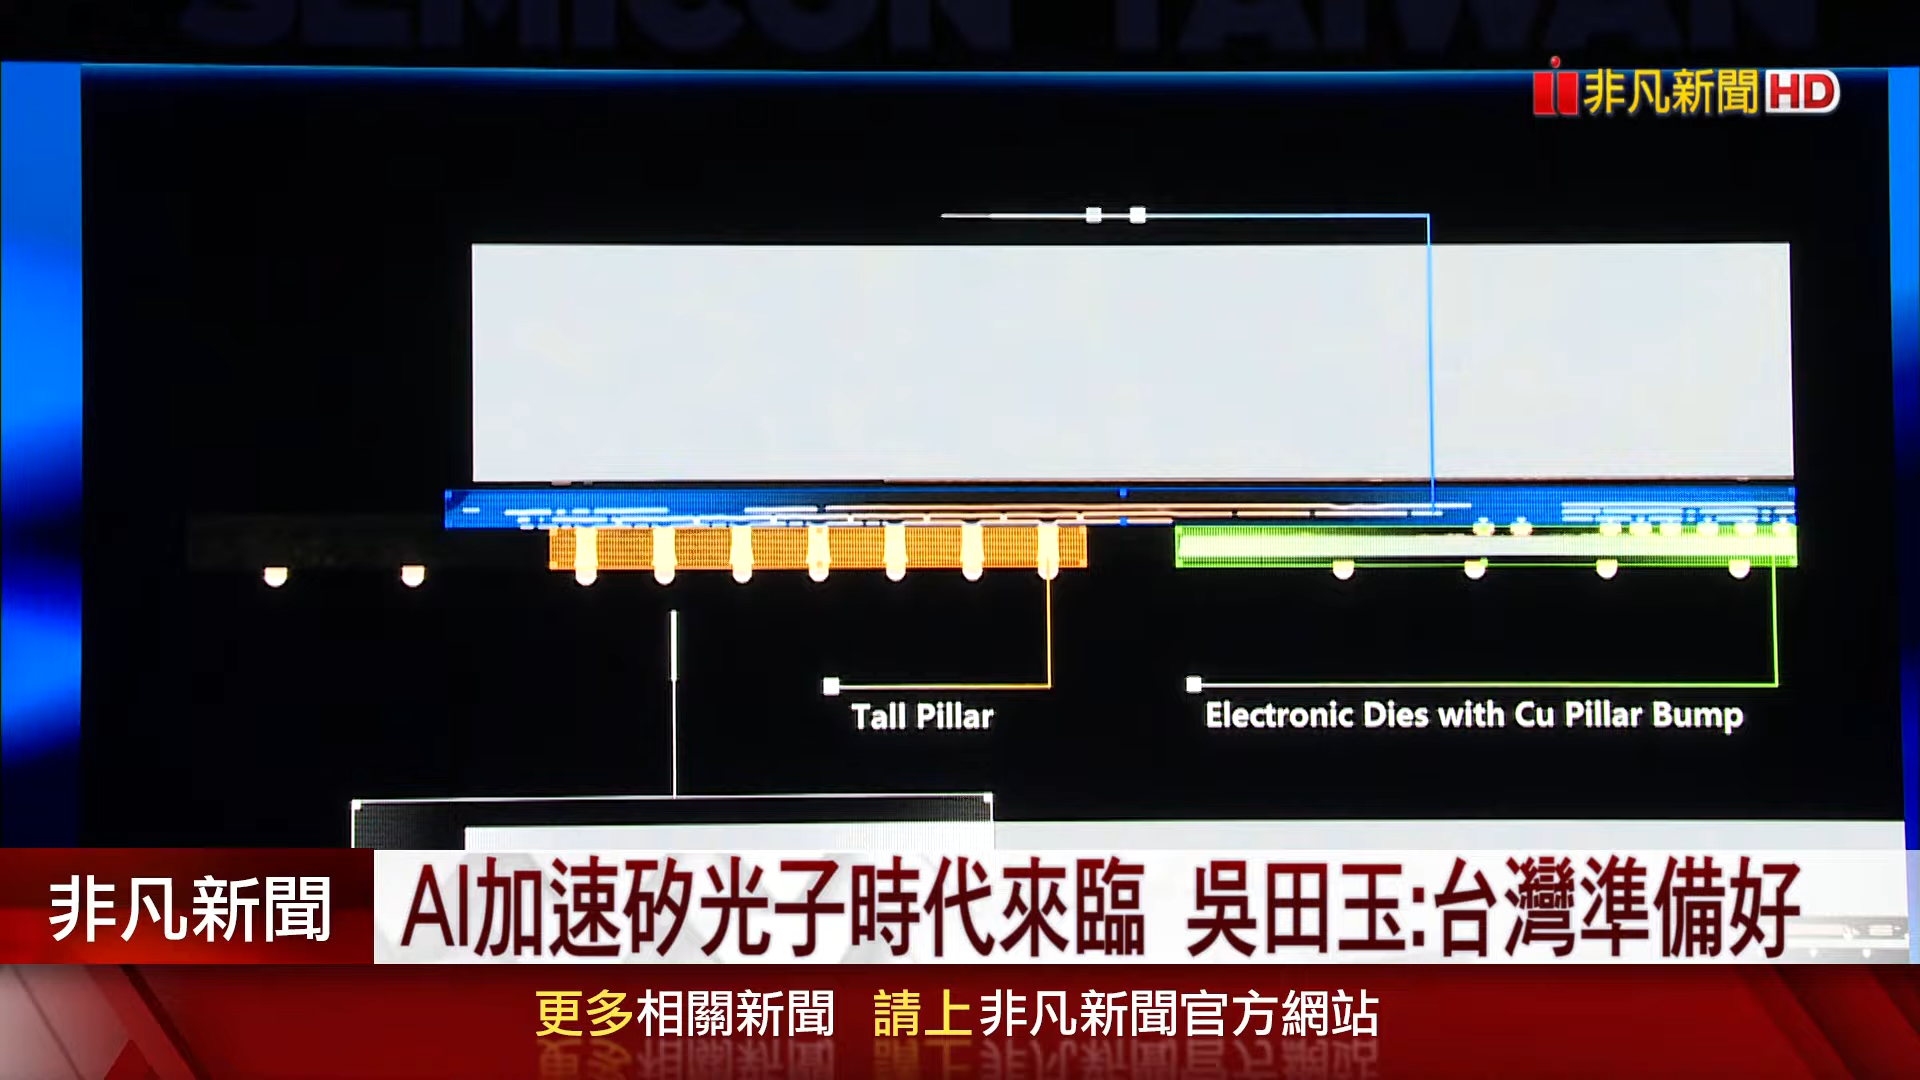 SEMICON TAIWAN
非凡新聞HD
Tall Pillar
Electronic Dies with Cu Pillar Bump
非凡新聞
AI加速矽光子時代來臨 吳田玉:台灣準備好
更多相關新聞 請上非凡新聞官方網站